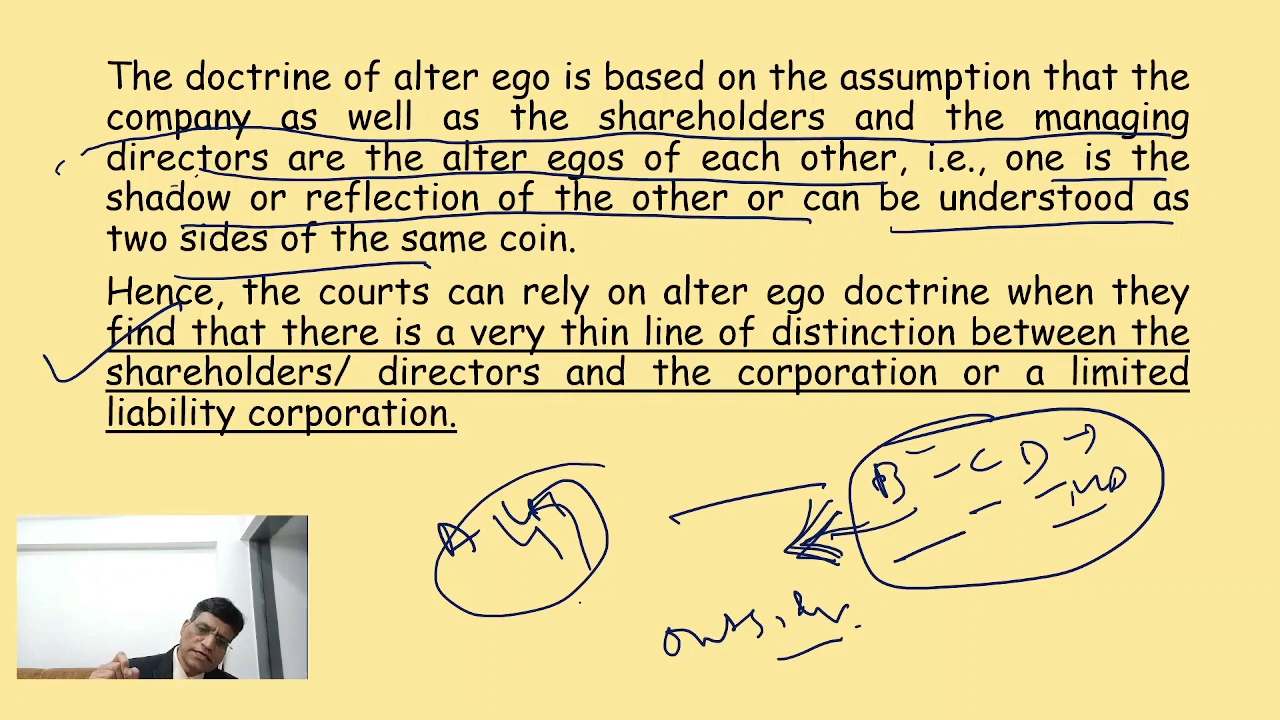 The doctrine of alter ego is based on the assumption that the
company as well as the shareholders and the managing
directors are the alter egos of each other, i.e., one is the
shadow or reflection of the other or can be understood as
two sides of the same coin.
Hence, the courts can rely on alter ego doctrine when they
find that there is a very thin line of distinction between the
shareholders/ directors and the corporation or a limited
liability corporation.
B C D
MD
A
outsider.